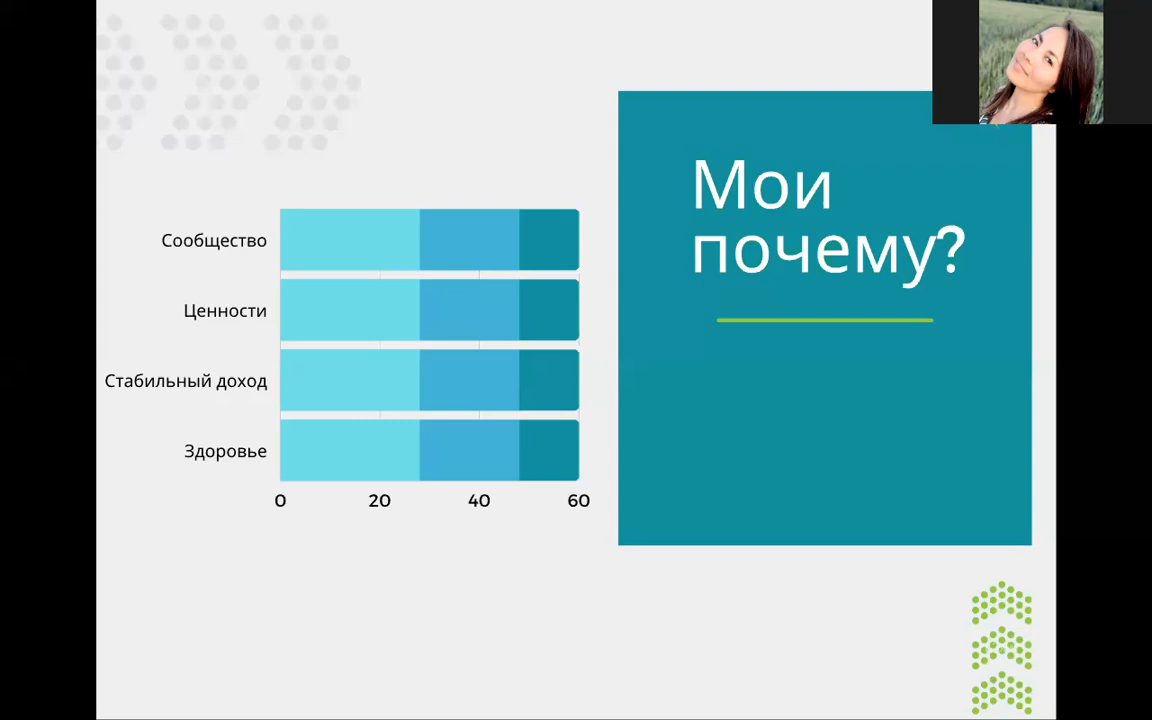 Мои
почему?
Сообщество
Ценности
Стабильный доход
Здоровье
0 20 40 60